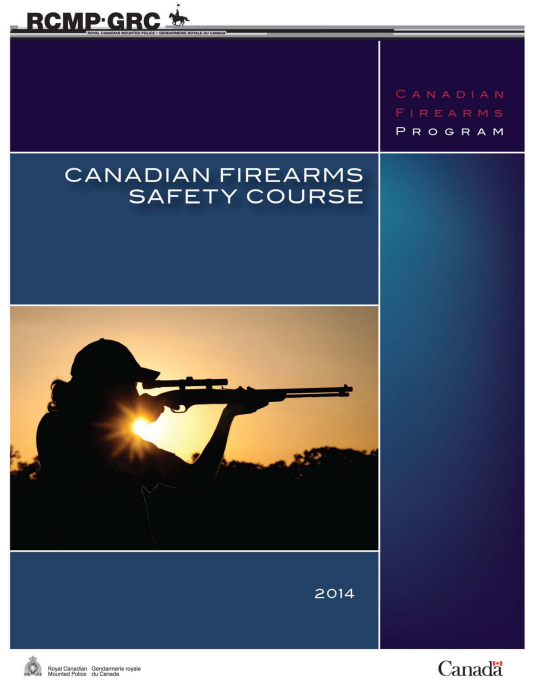 RCMP·GRC
ROYAL CANADIAN MOUNTED POLICE • GENDARMERIE ROYALE DU CANADA
CANADIAN
FIREARMS
PROGRAM
CANADIAN FIREARMS
SAFETY COURSE
2014
Royal Canadian Gendarmerie royale
Mounted Police du Canada
Canada